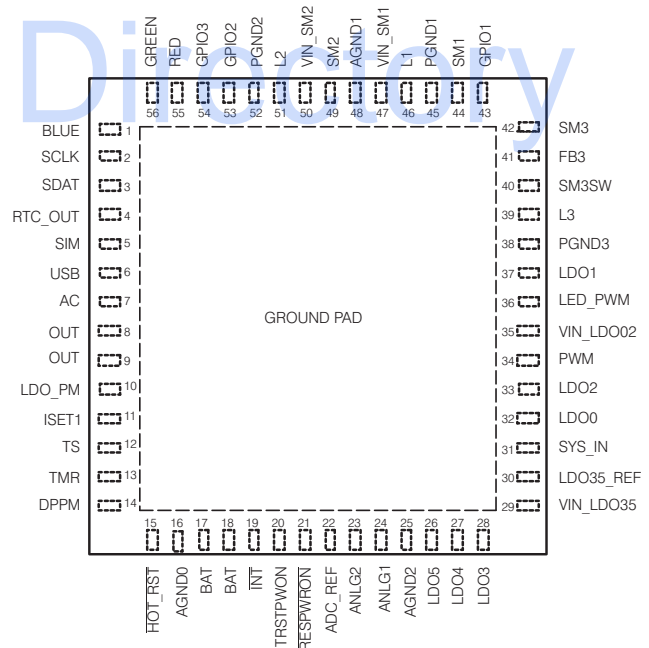 Directory
GREEN
RED
GPIO3
GPIO2
PGND2
L2
VIN_SM2
SM2
AGND1
VIN_SM1
L1
PGND1
SM1
GPIO1
56 55 54 53 52 51 50 49 48 47 46 45 44 43
BLUE 1
SCLK 2
SDAT 3
RTC_OUT 4
SIM 5
USB 6
AC 7
OUT 8
OUT 9
LDO_PM 10
ISET1 11
TS 12
TMR 13
DPPM 14
GROUND PAD
42 SM3
41 FB3
40 SM3SW
39 L3
38 PGND3
37 LDO1
36 LED_PWM
35 VIN_LDO02
34 PWM
33 LDO2
32 LDO0
31 SYS_IN
30 LDO35_REF
29 VIN_LDO35
15 16 17 18 19 20 21 22 23 24 25 26 27 28
HOT_RST
AGND0
BAT
BAT
INT
TRSTPWON
RESPWRON
ADC_REF
ANLG2
ANLG1
AGND2
LDO5
LDO4
LDO3